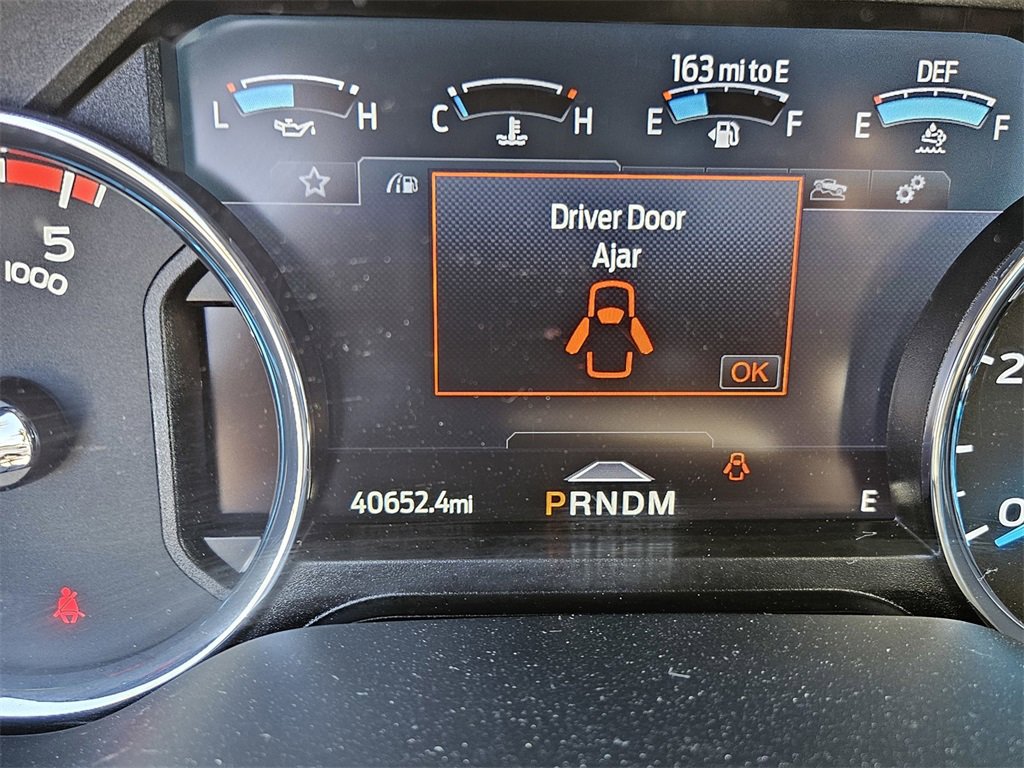 163 mi to E
DEF
L H
C H
E F
E F
5
1000
Driver Door
Ajar
OK
2
40652.4mi
PRNDM
E
0